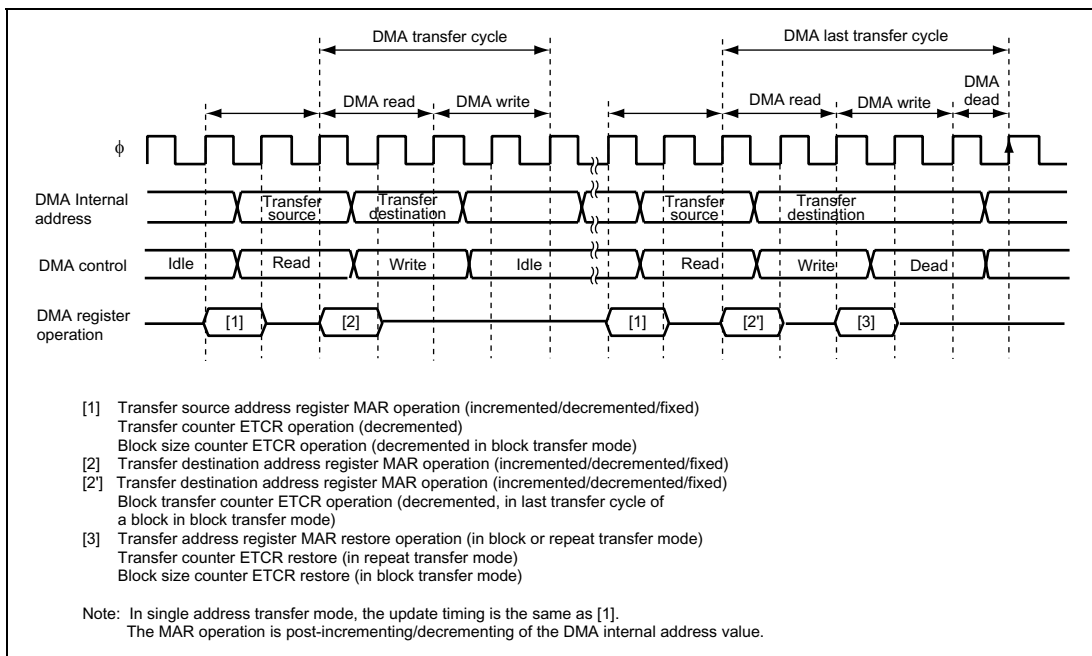 DMA transfer cycle
DMA last transfer cycle
DMA read
DMA write
DMA read
DMA write
DMA dead
ϕ
DMA Internal address
Transfer source
Transfer destination
Transfer source
Transfer destination
DMA control
Idle
Read
Write
Idle
Read
Write
Dead
DMA register operation
[1]
[2]
[1]
[2']
[3]
[1] Transfer source address register MAR operation (incremented/decremented/fixed)
Transfer counter ETCR operation (decremented)
Block size counter ETCR operation (decremented in block transfer mode)
[2] Transfer destination address register MAR operation (incremented/decremented/fixed)
[2'] Transfer destination address register MAR operation (incremented/decremented/fixed)
Block transfer counter ETCR operation (decremented, in last transfer cycle of
a block in block transfer mode)
[3] Transfer address register MAR restore operation (in block or repeat transfer mode)
Transfer counter ETCR restore (in repeat transfer mode)
Block size counter ETCR restore (in block transfer mode)
Note: In single address transfer mode, the update timing is the same as [1].
The MAR operation is post-incrementing/decrementing of the DMA internal address value.